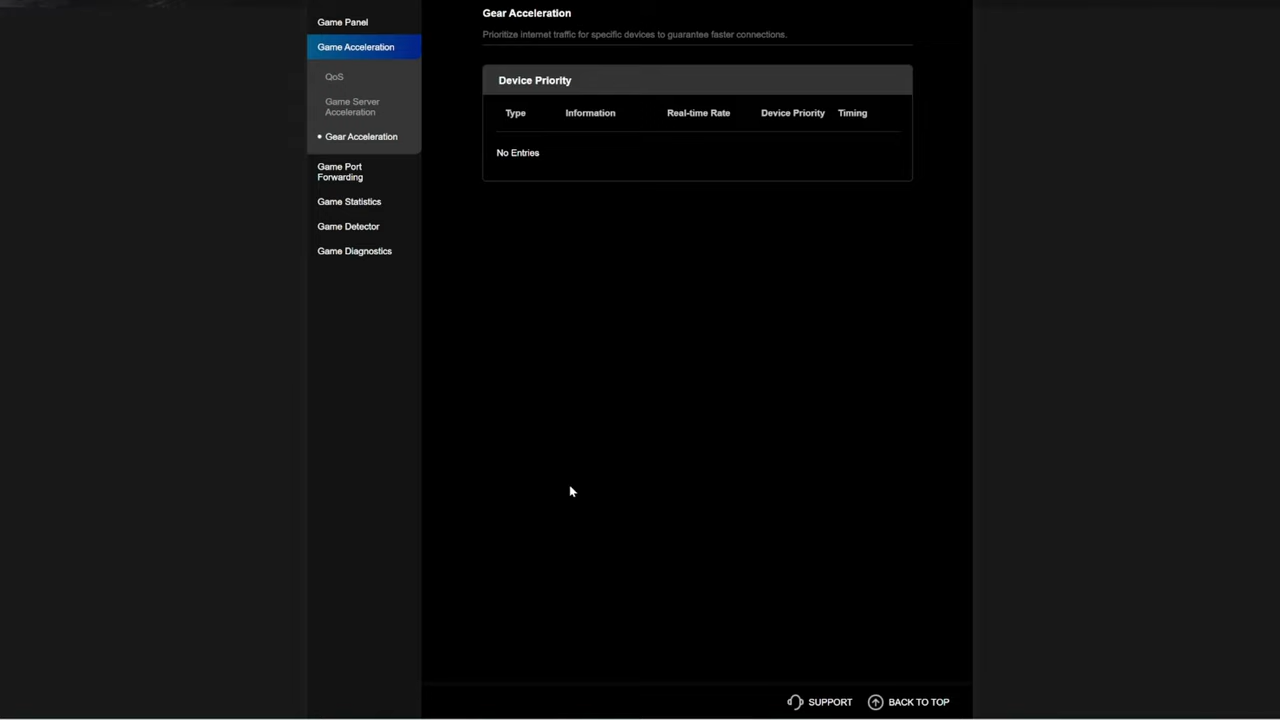 Game Panel
Game Acceleration
QoS
Game Server
Acceleration
Gear Acceleration
Game Port
Forwarding
Game Statistics
Game Detector
Game Diagnostics
Gear Acceleration
Prioritize internet traffic for specific devices to guarantee faster connections.
Device Priority
Type Information Real-time Rate Device Priority Timing
No Entries
SUPPORT BACK TO TOP